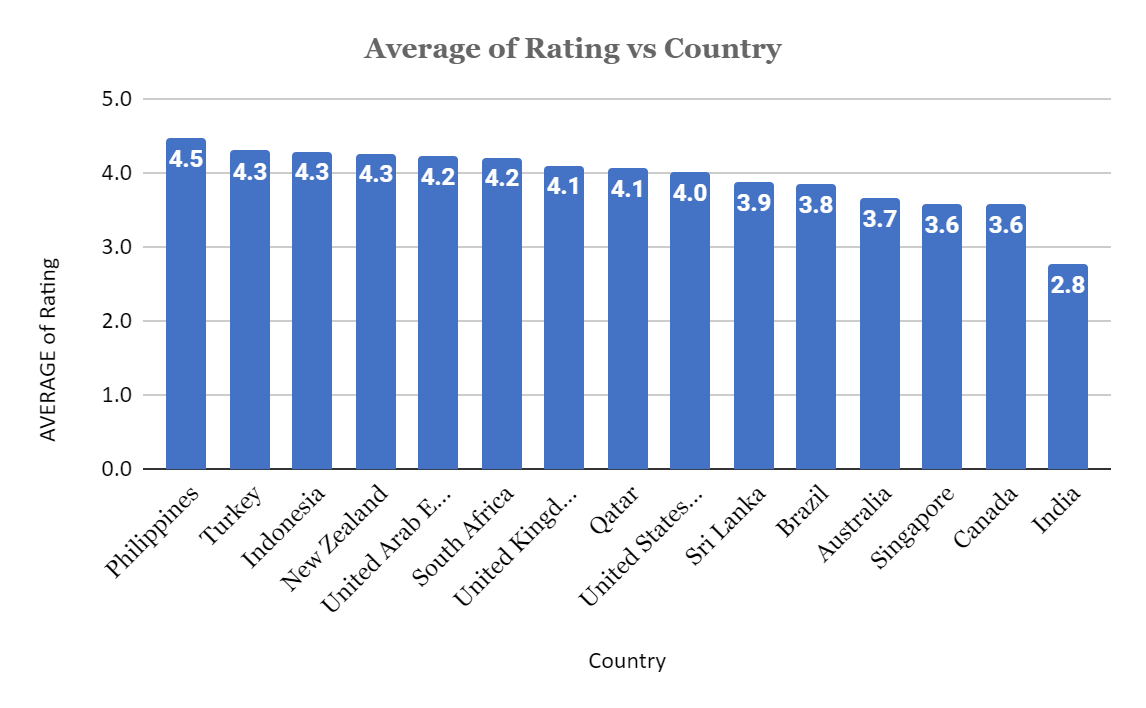 Average of Rating vs Country
AVERAGE of Rating
5.0
4.0
3.0
2.0
1.0
0.0
4.5
4.3
4.3
4.3
4.2
4.2
4.1
4.1
4.0
3.9
3.8
3.7
3.6
3.6
2.8
Philippines
Turkey
Indonesia
New Zealand
United Arab E...
South Africa
United Kingd...
Qatar
United States...
Sri Lanka
Brazil
Australia
Singapore
Canada
India
Country